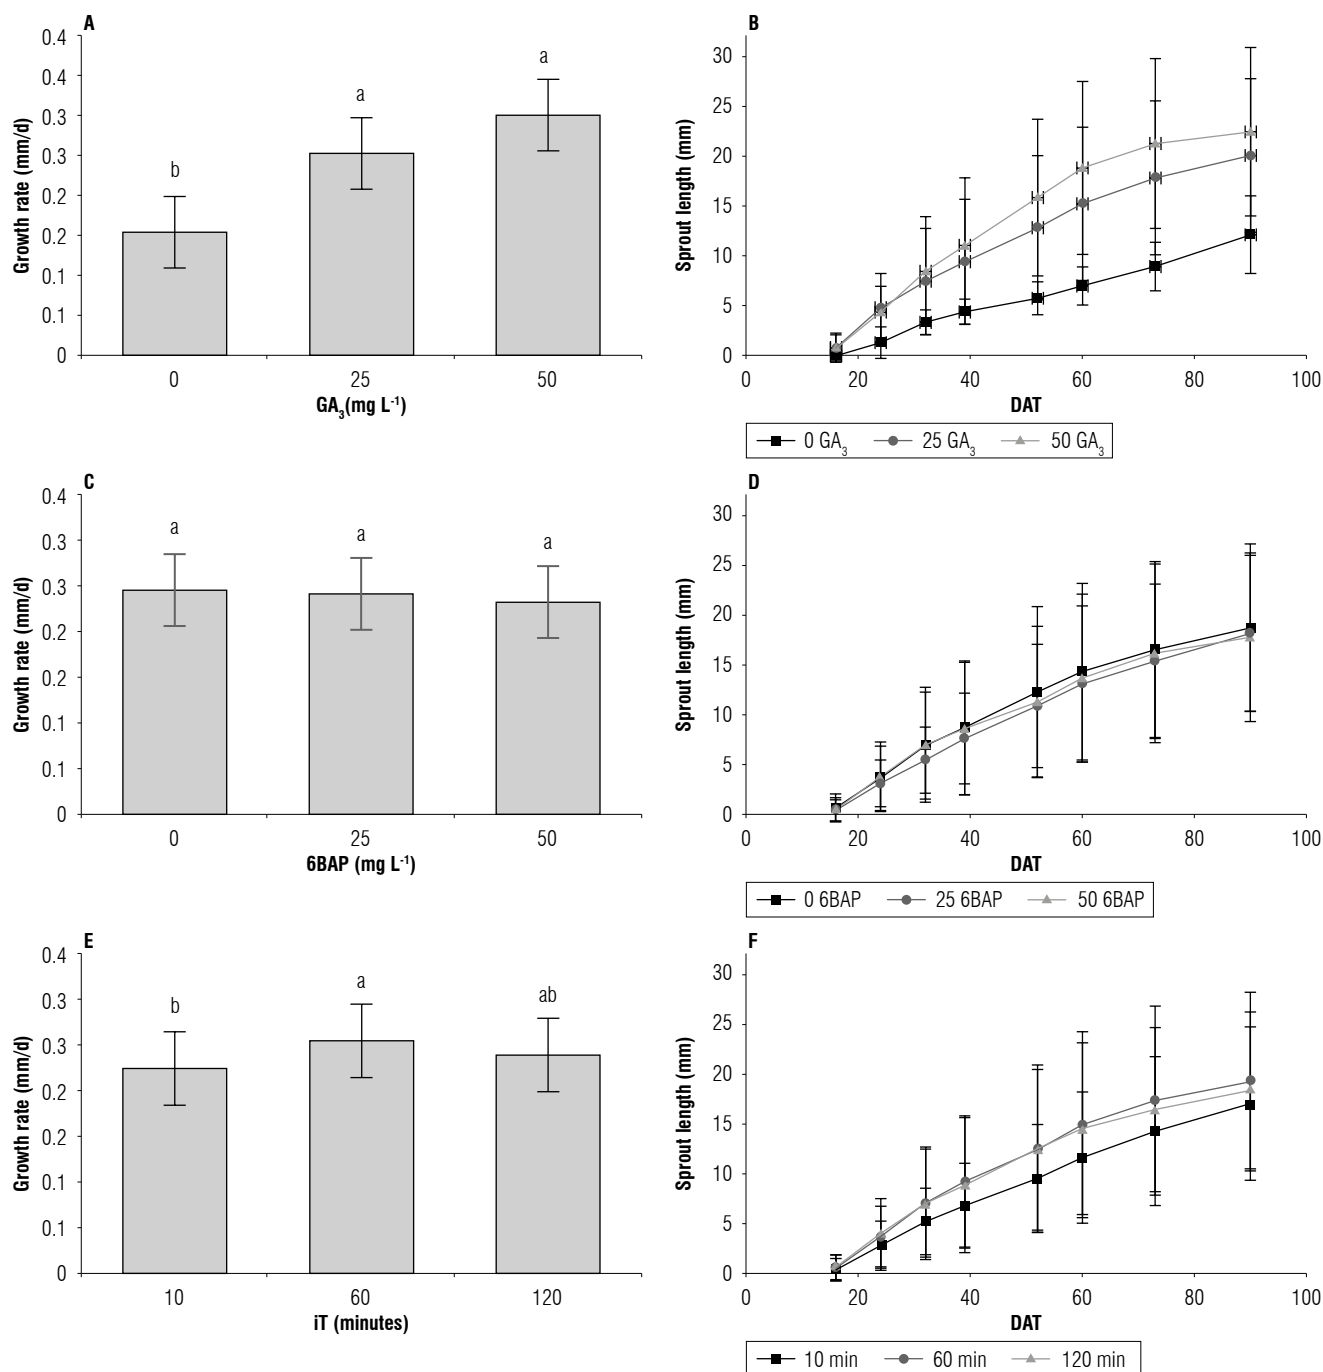 A
Growth rate (mm/d)
0.4
0.4
0.3
0.3
0.2
0.2
0.1
0.1
0
b
a
a
0 25 50
GA₃(mg L⁻¹)
B
Sprout length (mm)
30
25
20
15
10
5
0
0 20 40 60 80 100
DAT
0 GA₃ 25 GA₃ 50 GA₃
C
Growth rate (mm/d)
0.4
0.3
0.3
0.2
0.2
0.1
0.1
0
a
a
a
0 25 50
6BAP (mg L⁻¹)
D
Sprout length (mm)
30
25
20
15
10
5
0
0 20 40 60 80 100
DAT
0 6BAP 25 6BAP 50 6BAP
E
Growth rate (mm/d)
0.4
0.3
0.3
0.2
0.2
0.1
0.1
0
b
a
ab
10 60 120
iT (minutes)
F
Sprout length (mm)
30
25
20
15
10
5
0
0 20 40 60 80 100
DAT
10 min 60 min 120 min